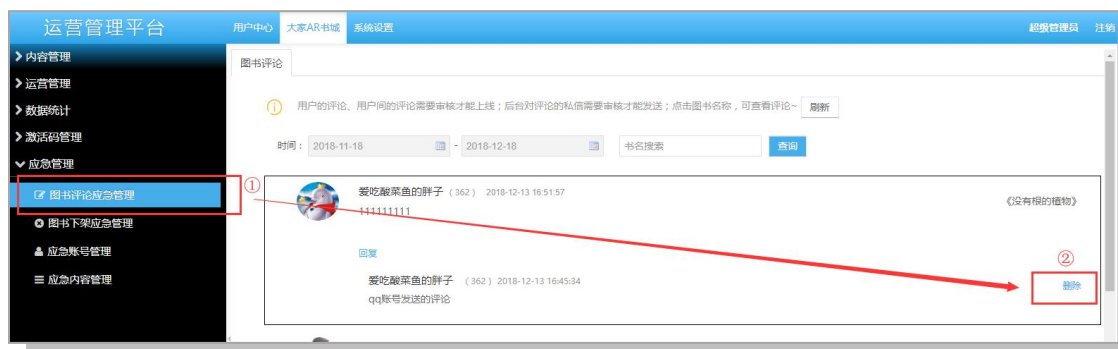 运营管理平台 用户中心 大家AR书城 系统设置 超级管理员 注销
内容管理
运营管理
数据统计
激活码管理
应急管理
图书评论应急管理
图书下架应急管理
应急账号管理
应急内容管理
图书评论
用户的评论、用户间的评论需要审核才能上线；后台对评论的私信需要审核才能发送；点击图书名称，可查看评论~ 刷新
时间： 2018-11-18 - 2018-12-18 书名搜索 查询
①
爱吃酸菜鱼的胖子 (362) 2018-12-13 16:51:57
111111111
《没有根的植物》
回复
②
爱吃酸菜鱼的胖子 (362) 2018-12-13 16:45:34
qq账号发送的评论
删除